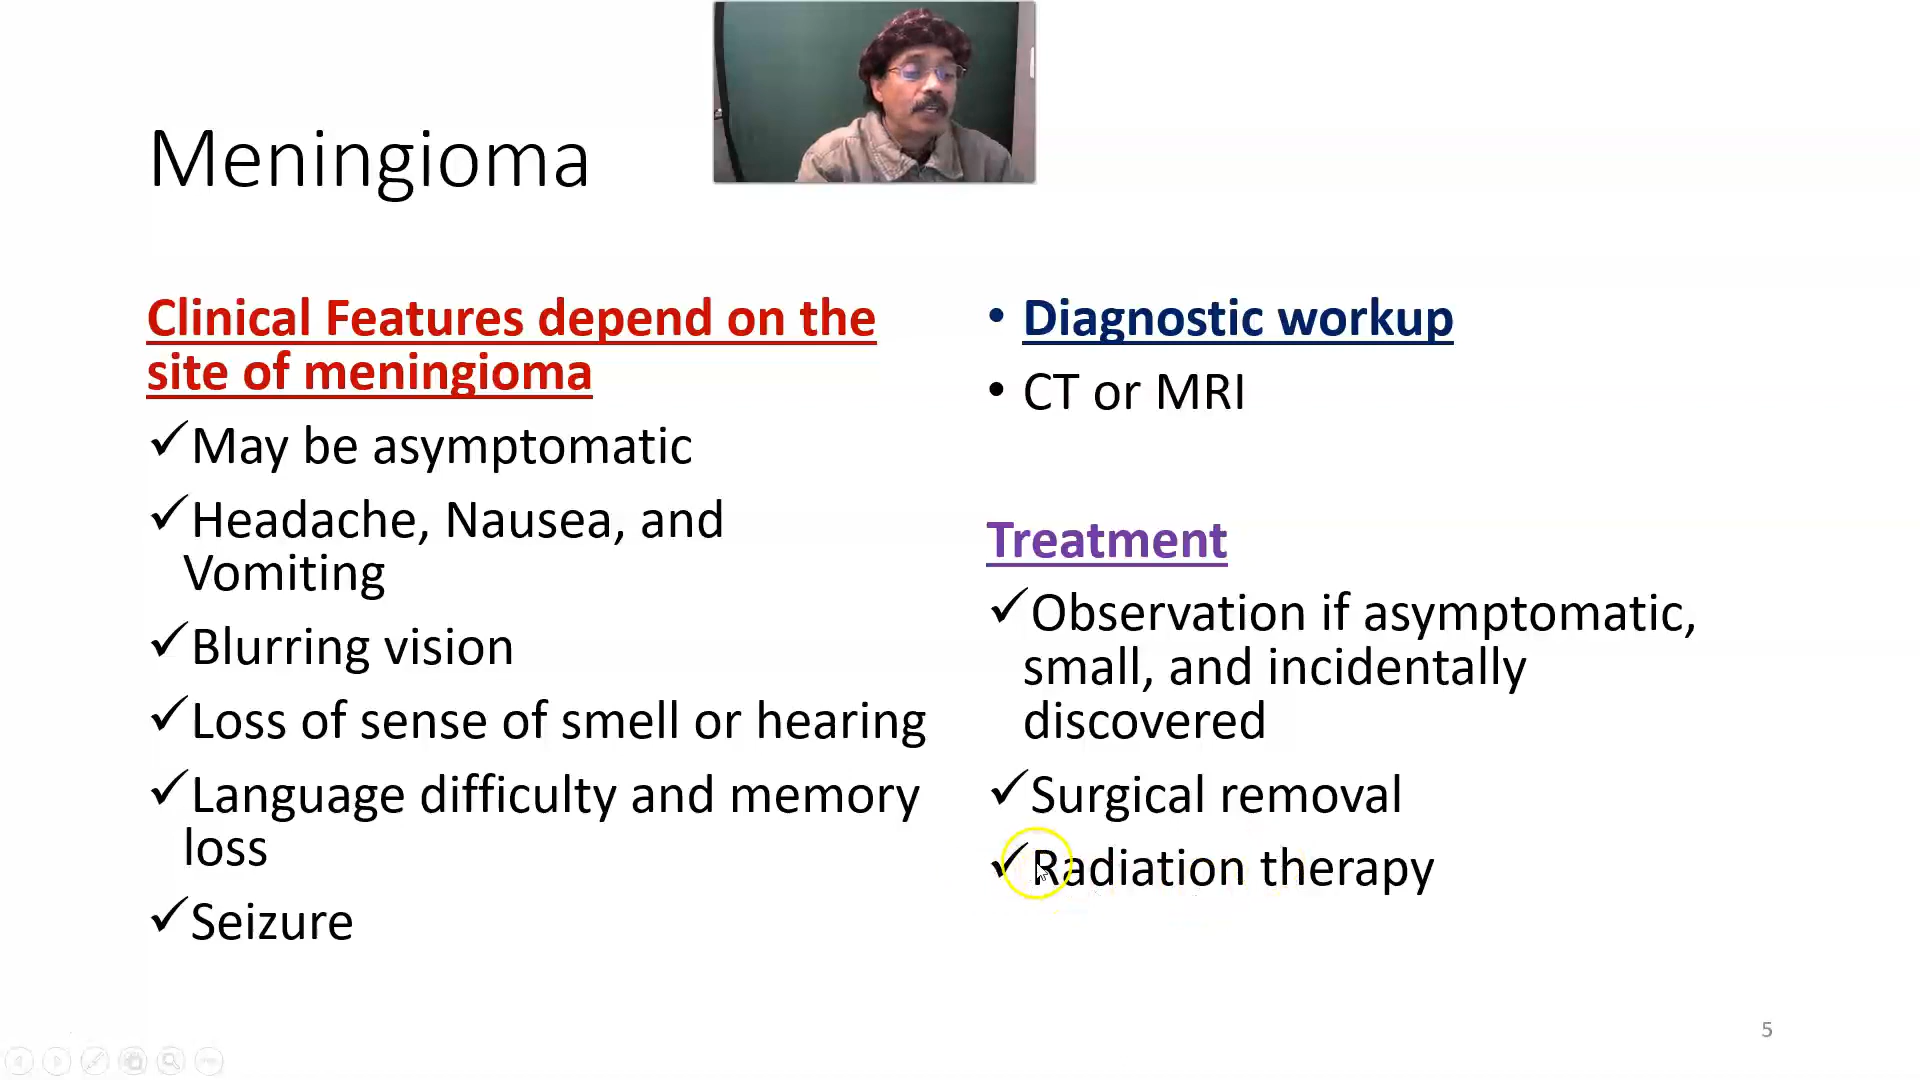 Meningioma
Clinical Features depend on the
site of meningioma
✓May be asymptomatic
✓Headache, Nausea, and
Vomiting
✓Blurring vision
✓Loss of sense of smell or hearing
✓Language difficulty and memory
loss
✓Seizure
• Diagnostic workup
• CT or MRI
Treatment
✓Observation if asymptomatic,
small, and incidentally
discovered
✓Surgical removal
✓Radiation therapy
5